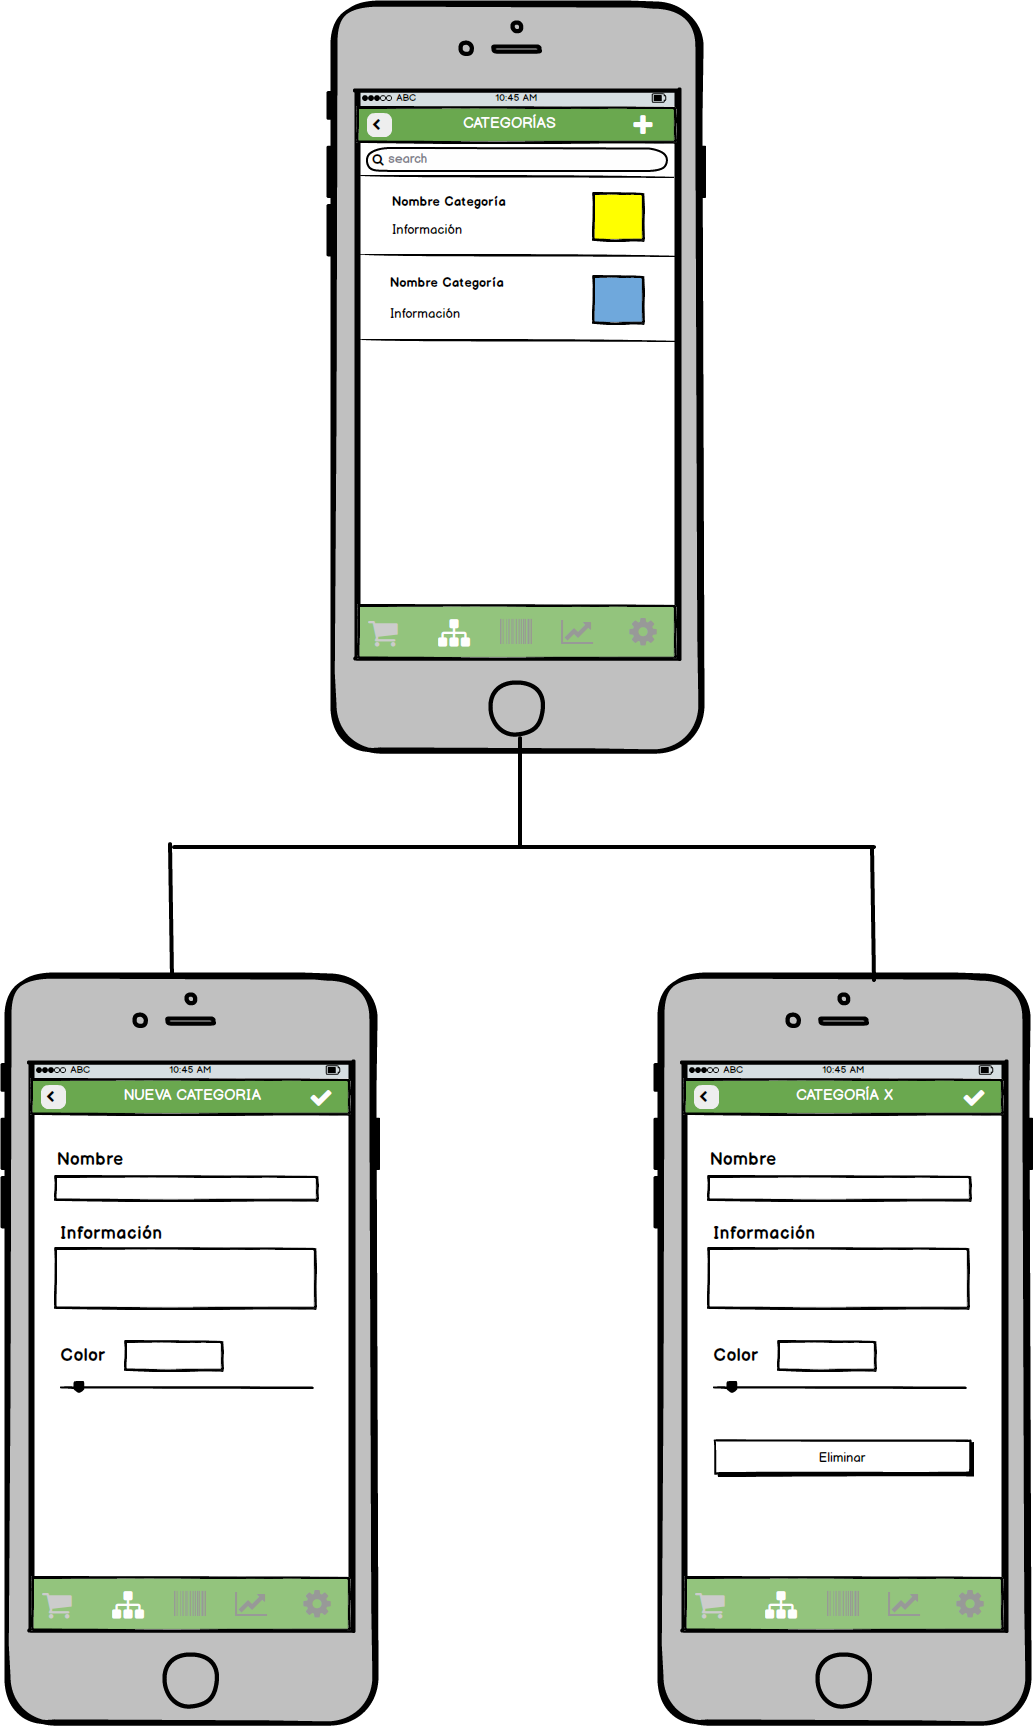 ABC 10:45 AM
CATEGORÍAS
search
Nombre Categoría
Información
Nombre Categoría
Información
ABC 10:45 AM
NUEVA CATEGORIA
Nombre
Información
Color
ABC 10:45 AM
CATEGORÍA X
Nombre
Información
Color
Eliminar